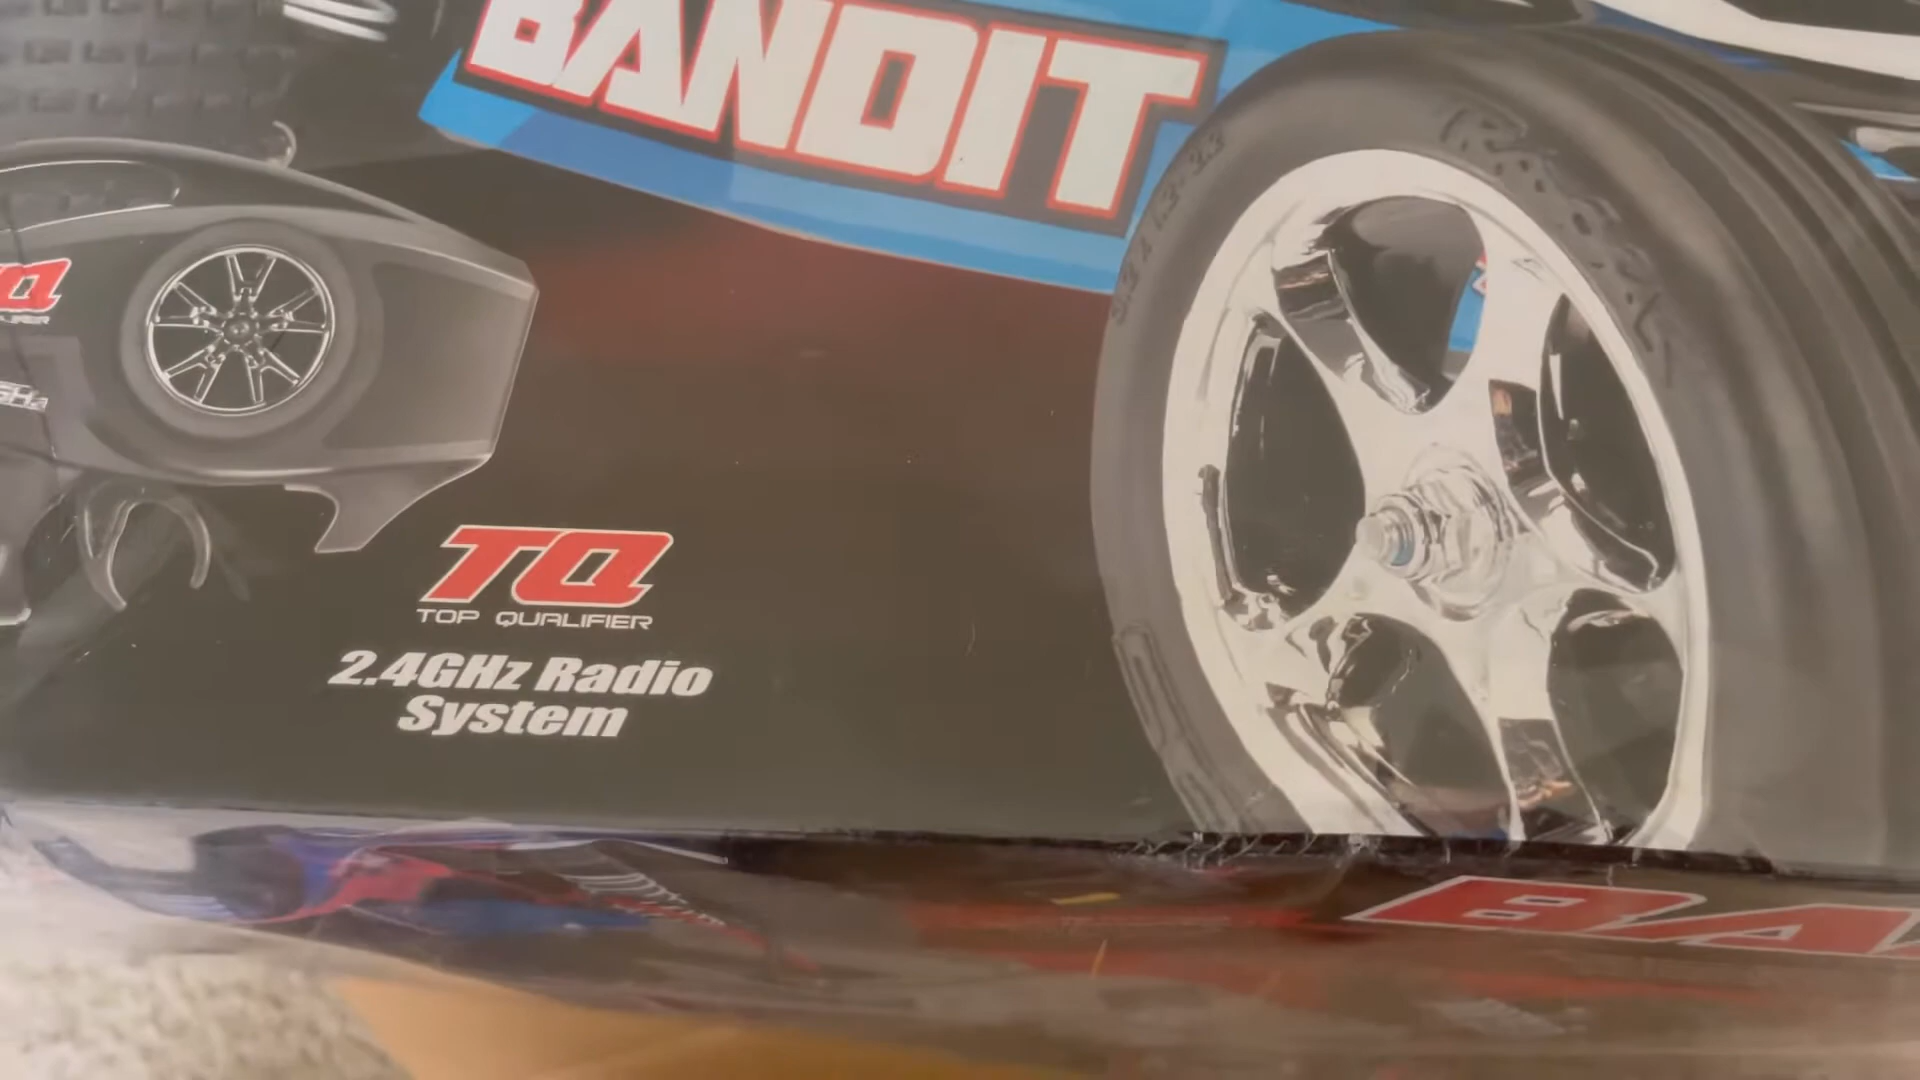 BANDIT
TQ
TOP QUALIFIER
2.4GHz Radio
System